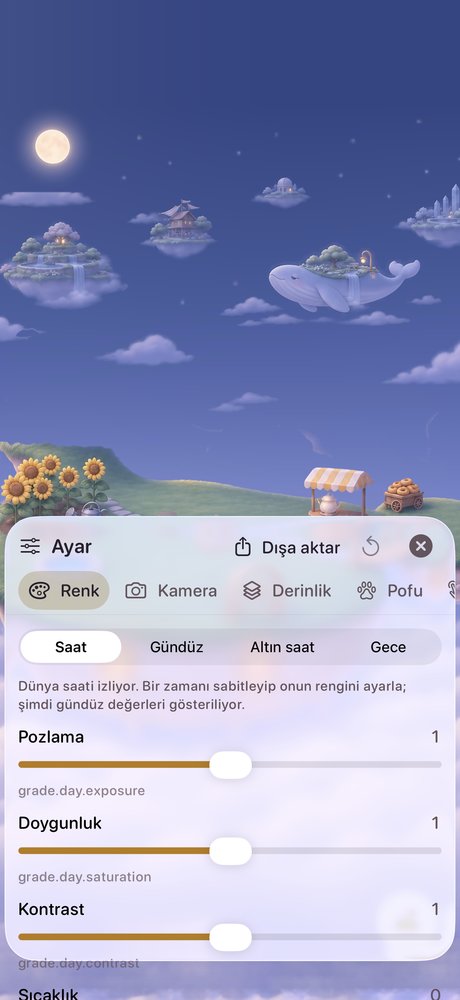 Ayar
Dışa aktar
Renk
Kamera
Derinlik
Pofu
Saat
Gündüz
Altın saat
Gece
Dünya saati izliyor. Bir zamanı sabitleyip onun rengini ayarla;
şimdi gündüz değerleri gösteriliyor.
Pozlama 1
grade.day.exposure
Doygunluk 1
grade.day.saturation
Kontrast 1
grade.day.contrast
Sıcaklık 0